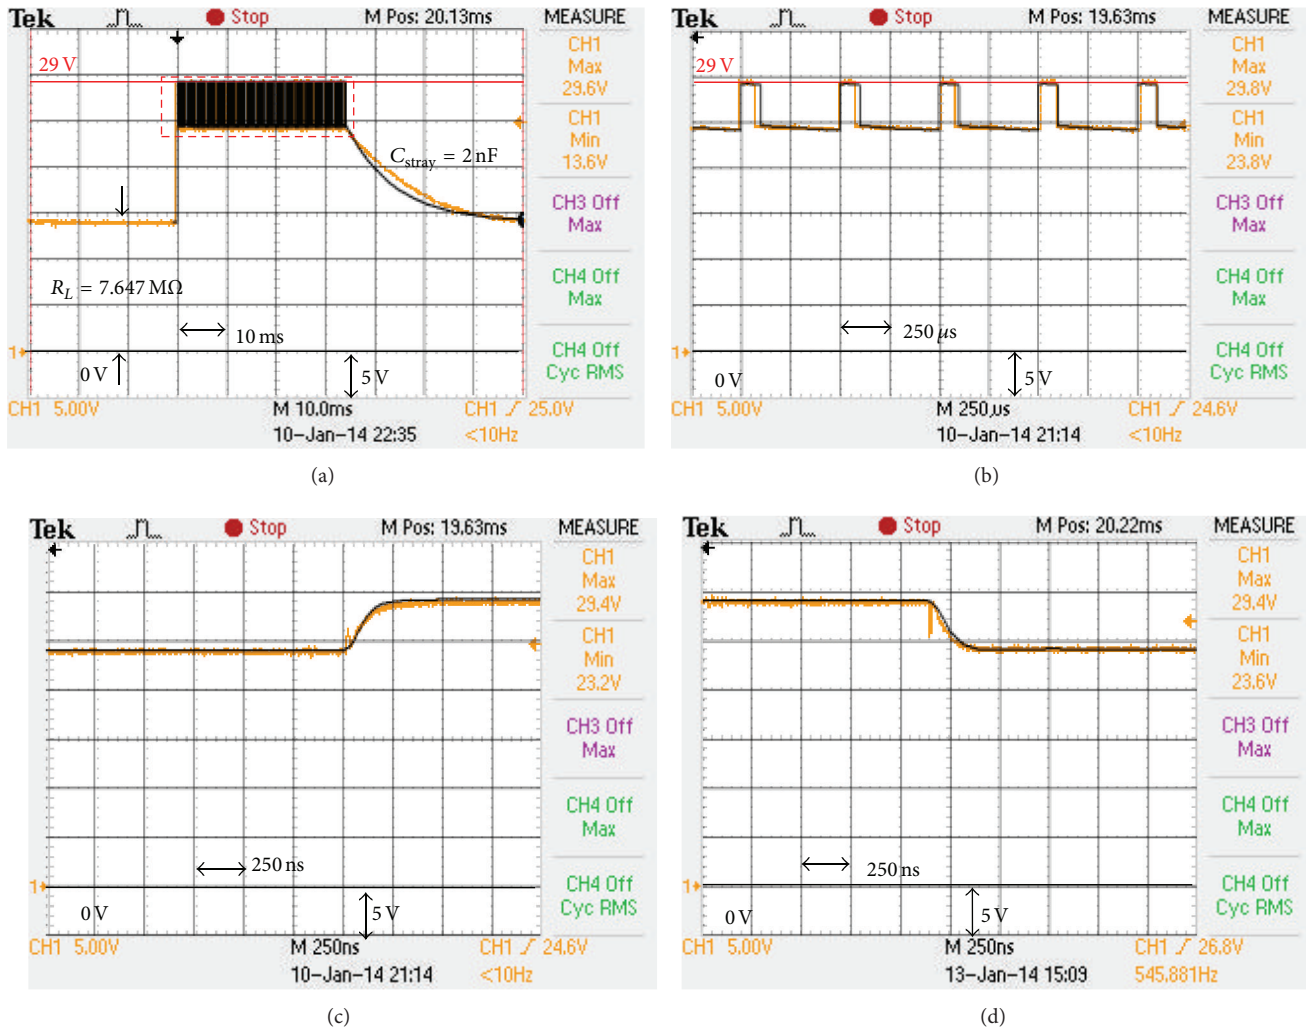 Tek Stop M Pos: 20.13ms MEASURE
CH1
Max
29.6V
CH1
Min
13.6V
CH3 Off
Max
CH4 Off
Max
CH4 Off
Cyc RMS
29 V
C stray = 2 nF
R L = 7.647 MΩ
10 ms
1
0 V
5 V
CH1 5.00V M 10.0ms CH1 25.0V
10-Jan-14 22:35 <10Hz
(a)
Tek Stop M Pos: 19.63ms MEASURE
CH1
Max
29.8V
CH1
Min
23.8V
CH3 Off
Max
CH4 Off
Max
CH4 Off
Cyc RMS
29 V
250 μs
1
0 V
5 V
CH1 5.00V M 250µs CH1 24.6V
10-Jan-14 21:14 <10Hz
(b)
Tek Stop M Pos: 19.63ms MEASURE
CH1
Max
29.4V
CH1
Min
23.2V
CH3 Off
Max
CH4 Off
Max
CH4 Off
Cyc RMS
250 ns
1
0 V
5 V
CH1 5.00V M 250ns CH1 24.6V
10-Jan-14 21:14 <10Hz
(c)
Tek Stop M Pos: 20.22ms MEASURE
CH1
Max
29.4V
CH1
Min
23.6V
CH3 Off
Max
CH4 Off
Max
CH4 Off
Cyc RMS
250 ns
1
0 V
5 V
CH1 5.00V M 250ns CH1 26.8V
13-Jan-14 15:09 545.881Hz
(d)